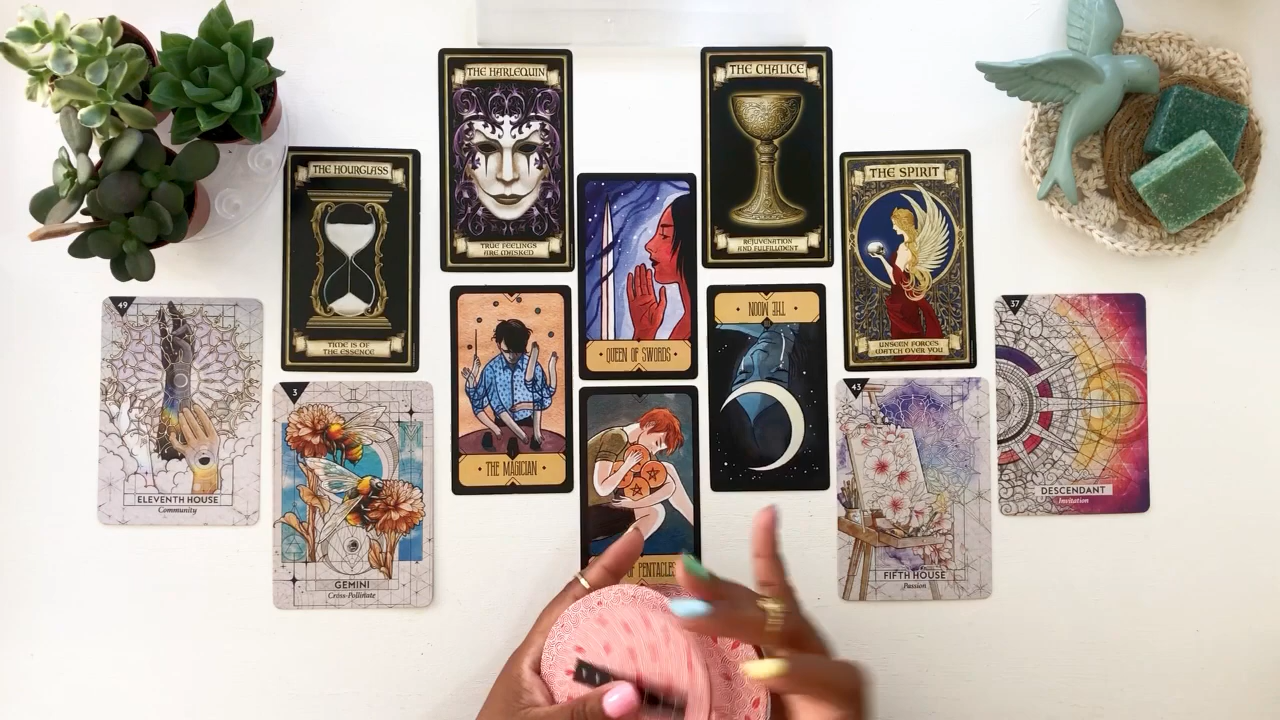 THE HARLEQUIN
TRUE FEELINGS
ARE MASKED
THE CHALICE
REJUVENATION
AND FULFILLMENT
THE HOURGLASS
TIME IS OF
THE ESSENCE
THE SPIRIT
UNSEEN FORCES
WATCH OVER YOU
QUEEN OF SWORDS
THE MOON
THE MAGICIAN
OF PENTACLES
49
ELEVENTH HOUSE
Community
3
GEMINI
Cross-Pollinate
43
FIFTH HOUSE
Passion
37
DESCENDANT
Invitation